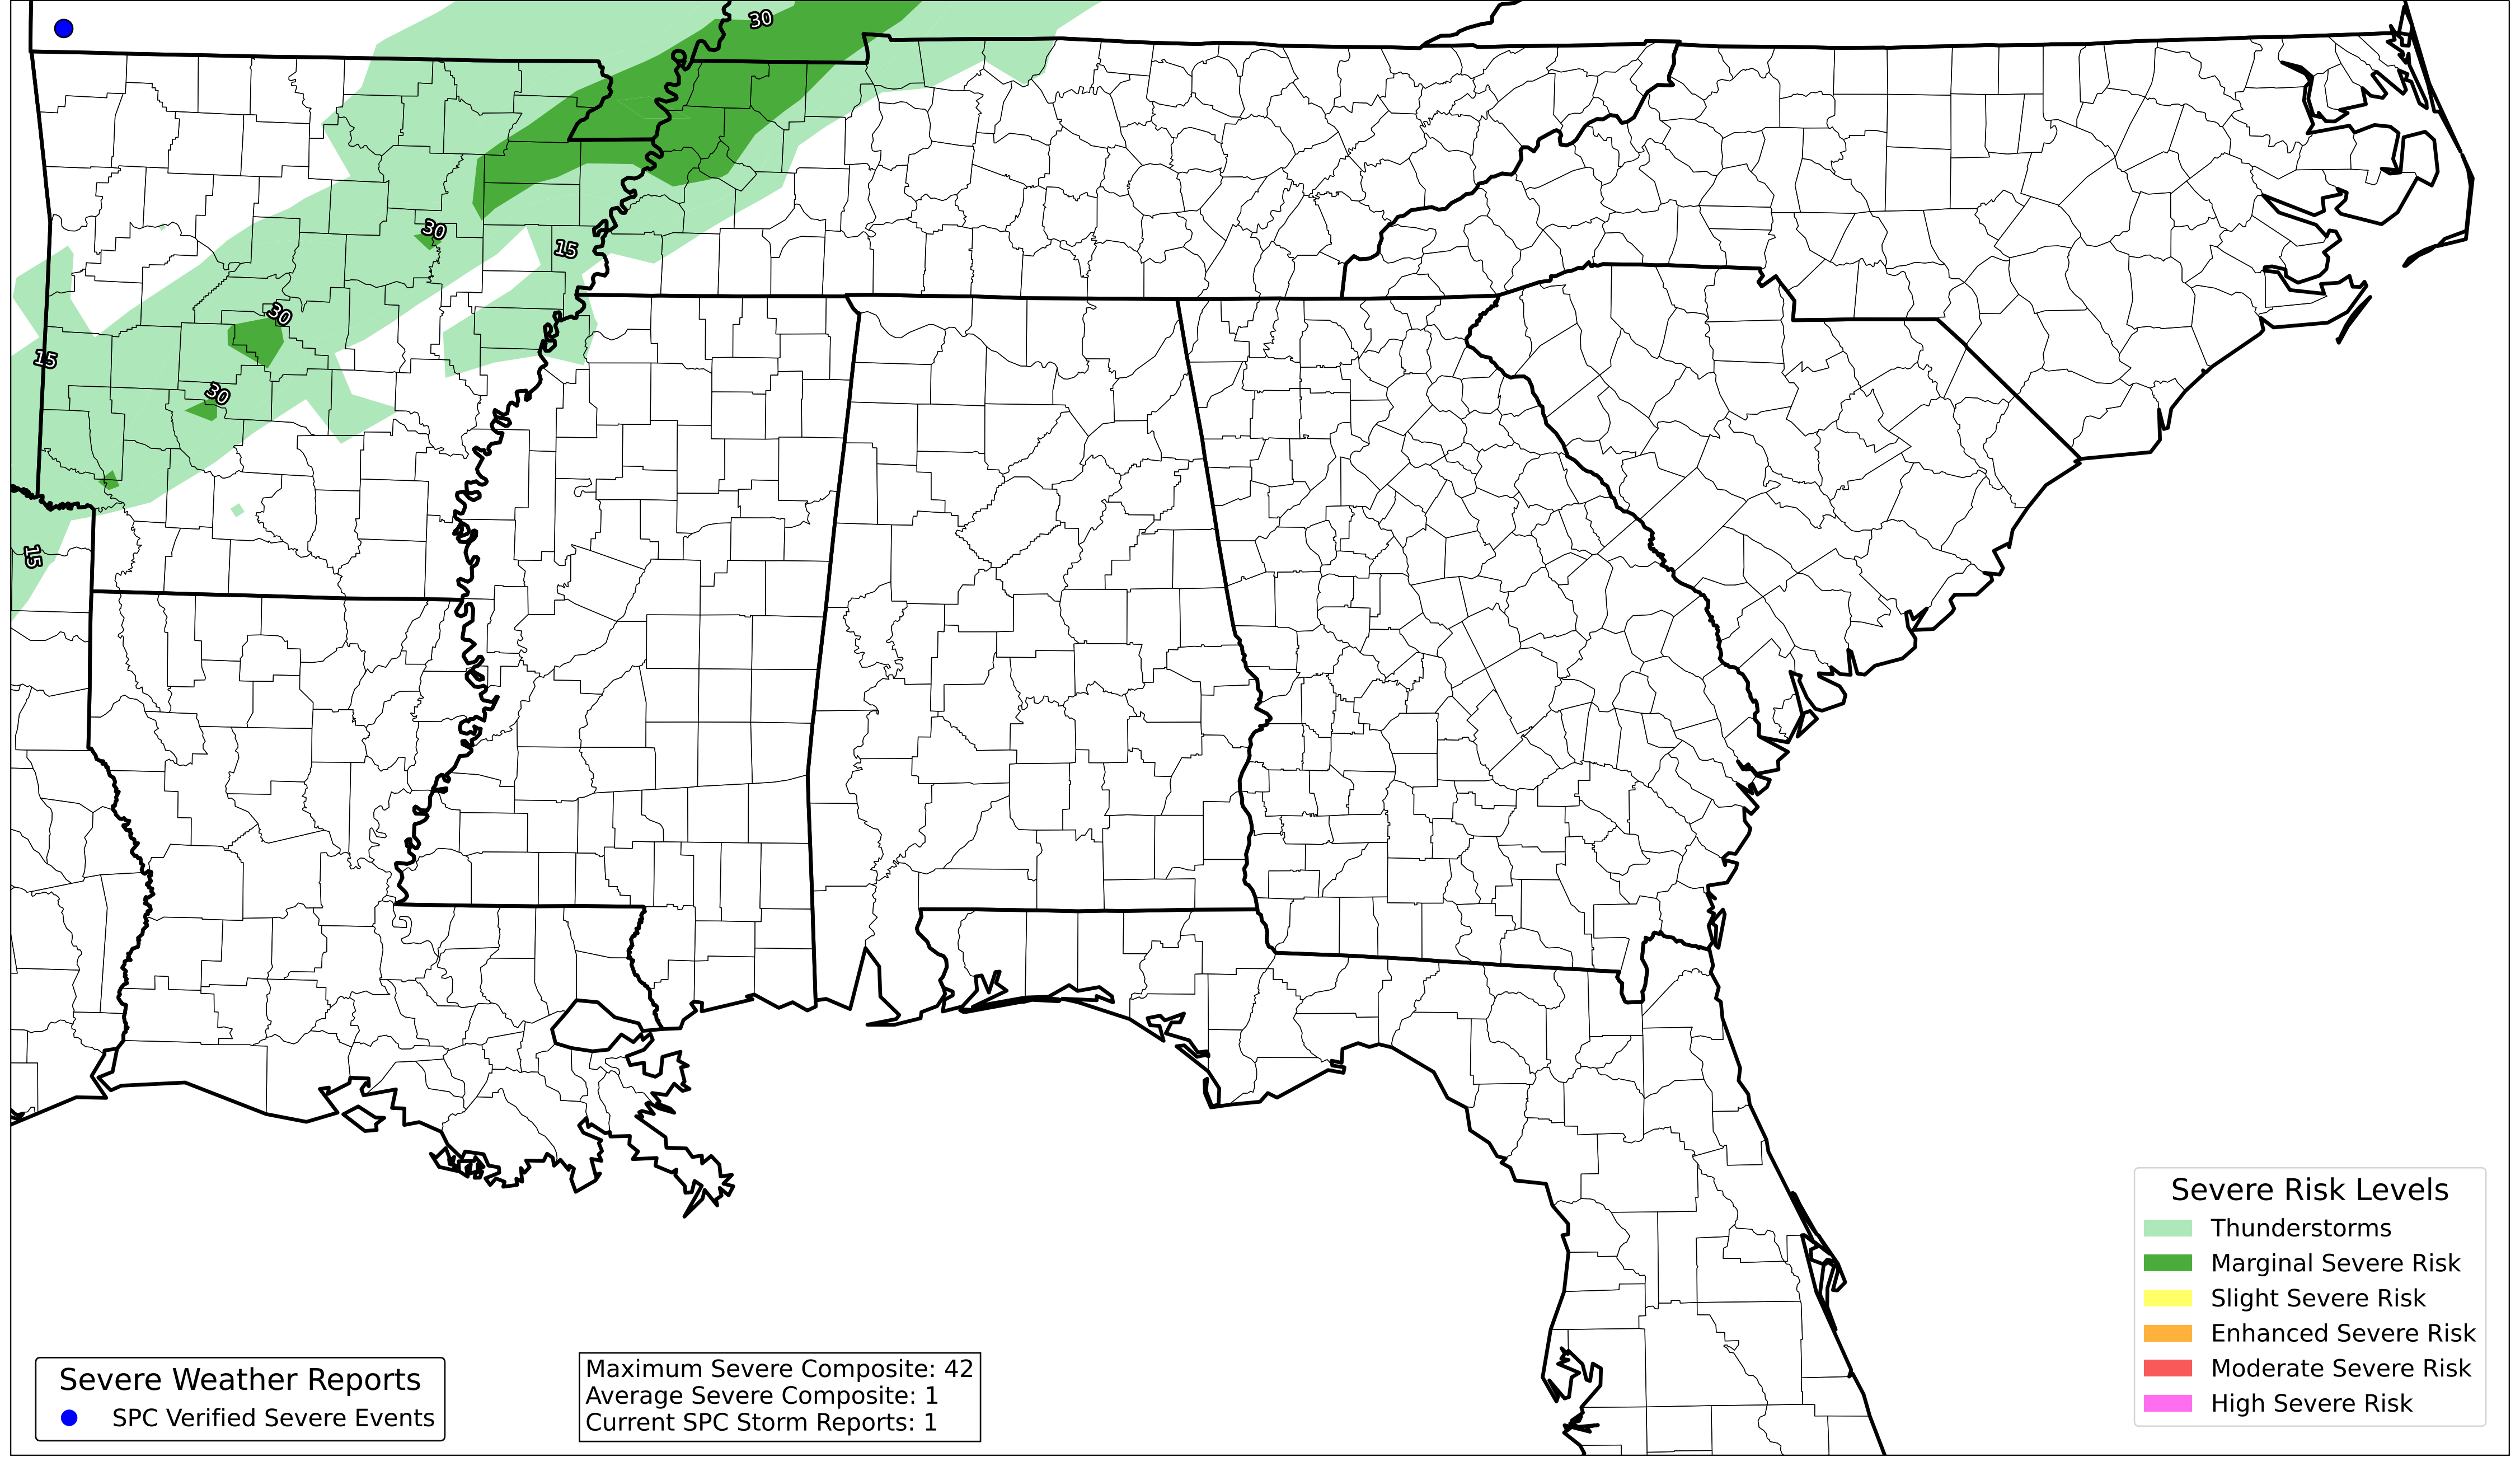 30
30
15
30
15
30
15
Severe Risk Levels
Thunderstorms
Marginal Severe Risk
Slight Severe Risk
Enhanced Severe Risk
Moderate Severe Risk
High Severe Risk
Severe Weather Reports
SPC Verified Severe Events
Maximum Severe Composite: 42
Average Severe Composite: 1
Current SPC Storm Reports: 1